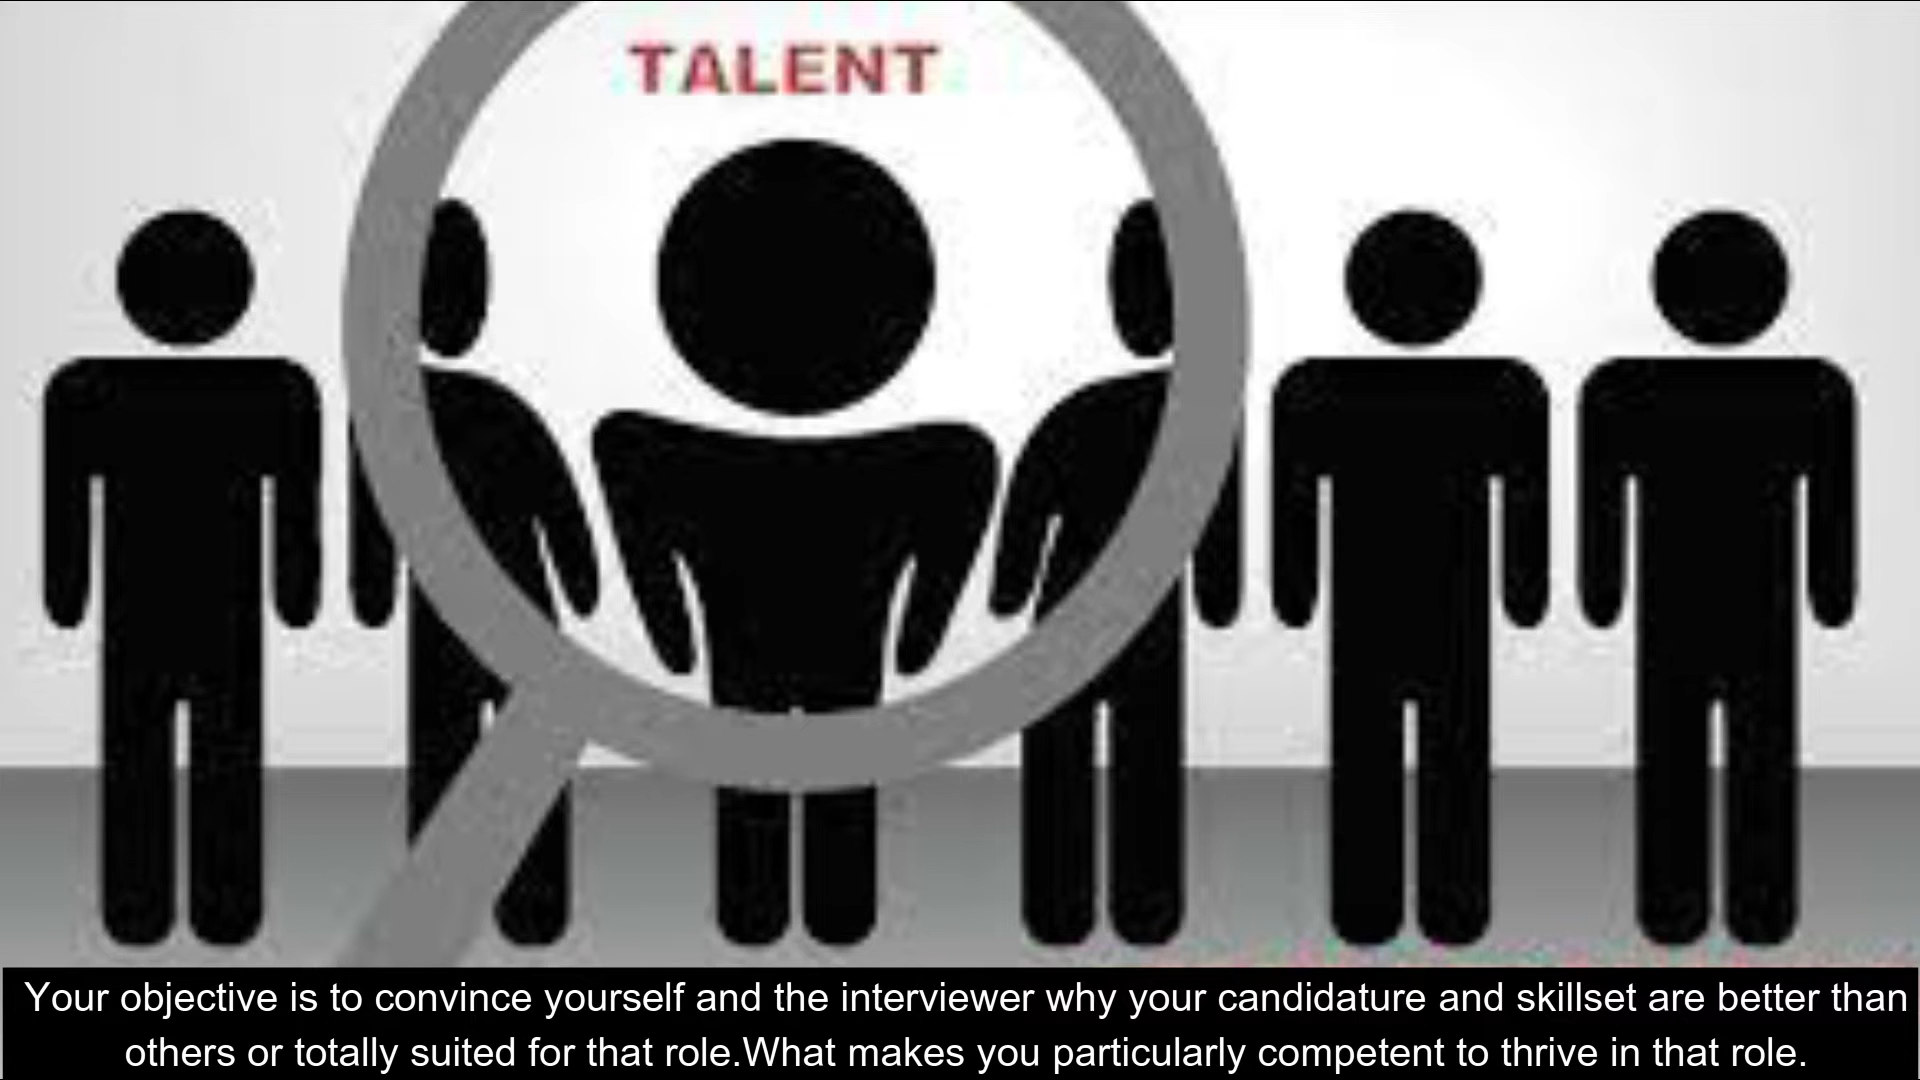 TALENT
Your objective is to convince yourself and the interviewer why your candidature and skillset are better than
others or totally suited for that role.What makes you particularly competent to thrive in that role.